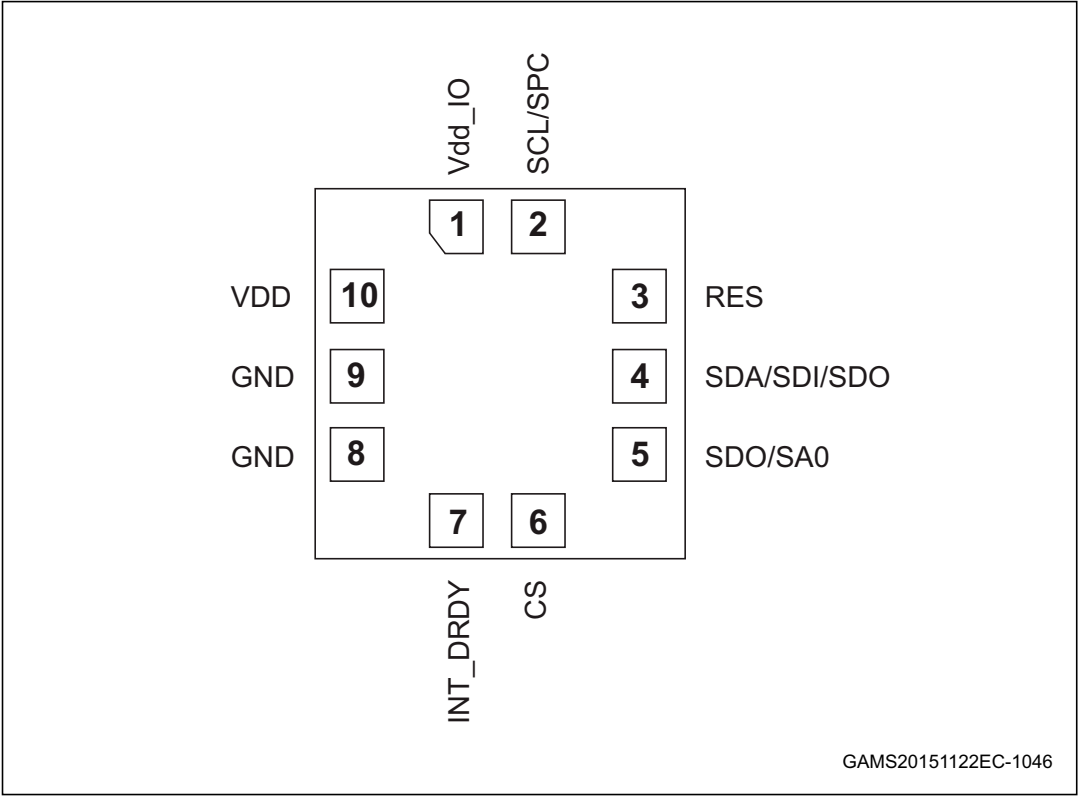 Vdd_IO
SCL/SPC
1
2
VDD
10
3
RES
GND
9
4
SDA/SDI/SDO
GND
8
5
SDO/SA0
7
6
INT_DRDY
CS
GAMS20151122EC-1046